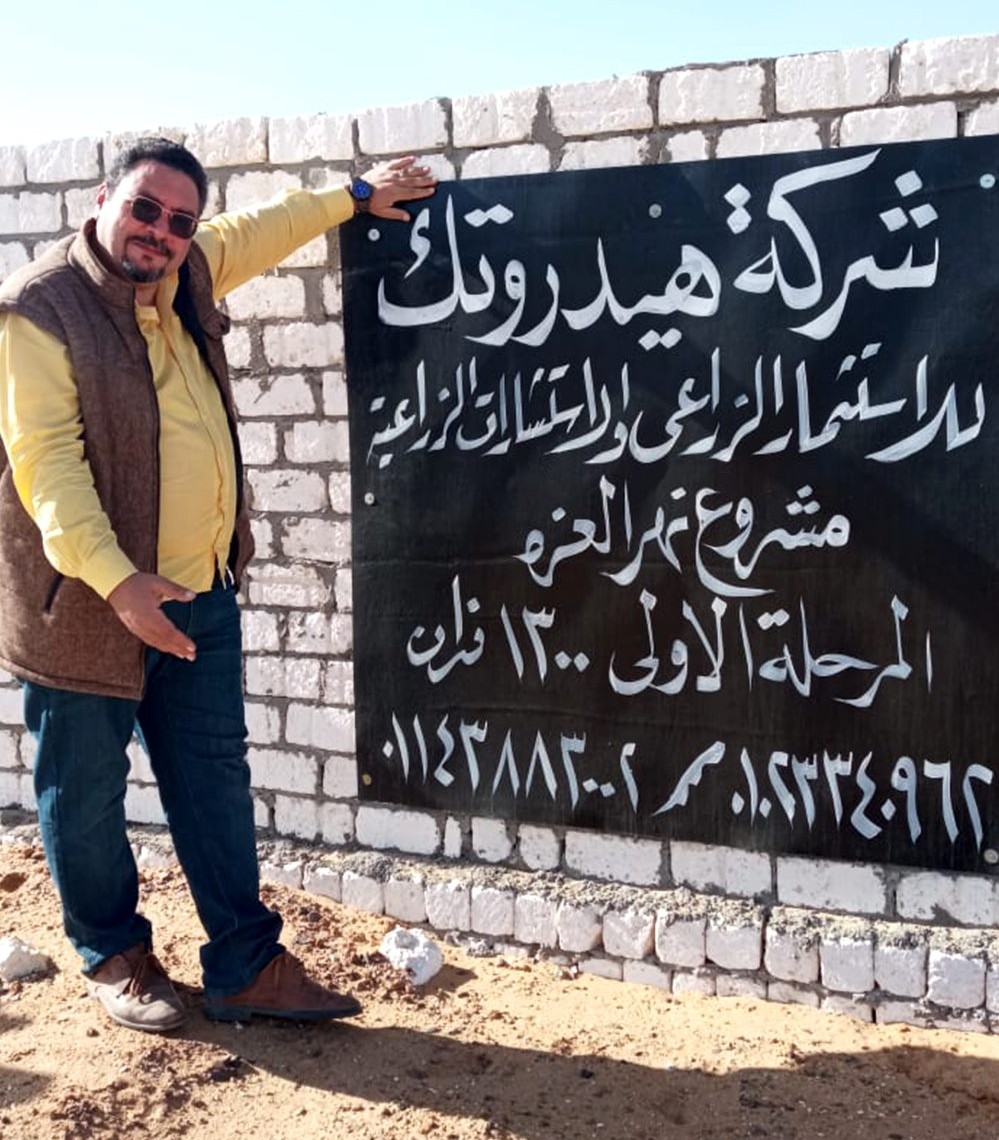 شركة هيدروتك
للاستثمار الزراعى والاستشارات الزراعية
مشروع نهر العزه
المرحلة الاولى ١٣٠٠ فدان
٠١١٤٣٨٨٣٠٠٢ م / ٠١٠٢٣٣٤٠٩٦٢